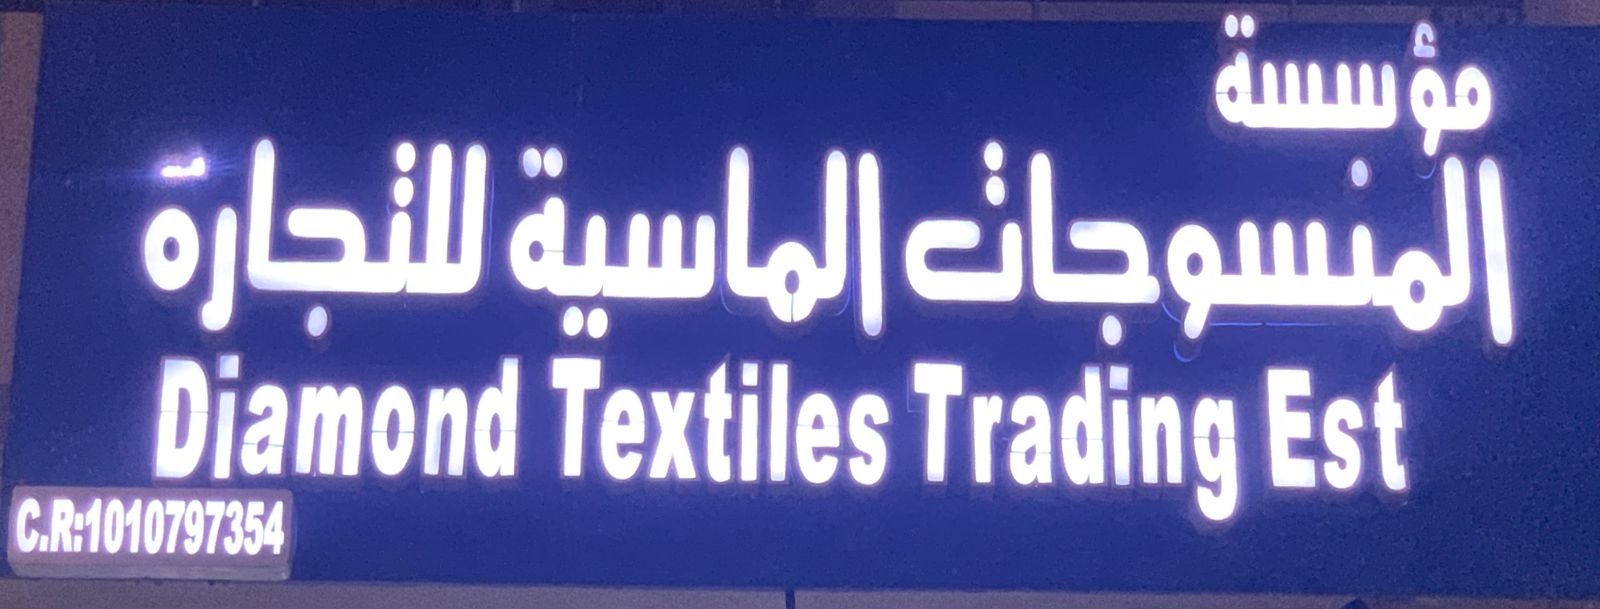 مؤسسة
المنسوجات الماسية للتجارة
Diamond Textiles Trading Est
C.R:1010797354